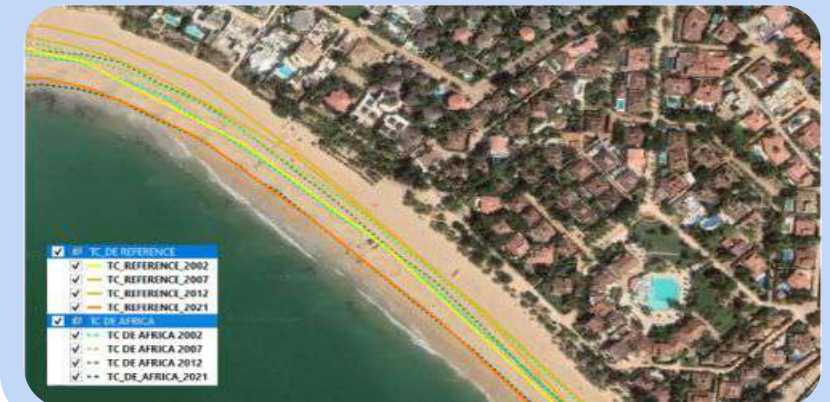 TC_DE REFERENCE
TC_REFERENCE_2002
TC_REFERENCE_2007
TC_REFERENCE_2012
TC_REFERENCE_2021
TC DE AFRICA
TC DE AFRICA 2002
TC DE AFRICA 2007
TC DE AFRICA 2012
TC_DE_AFRICA_2021